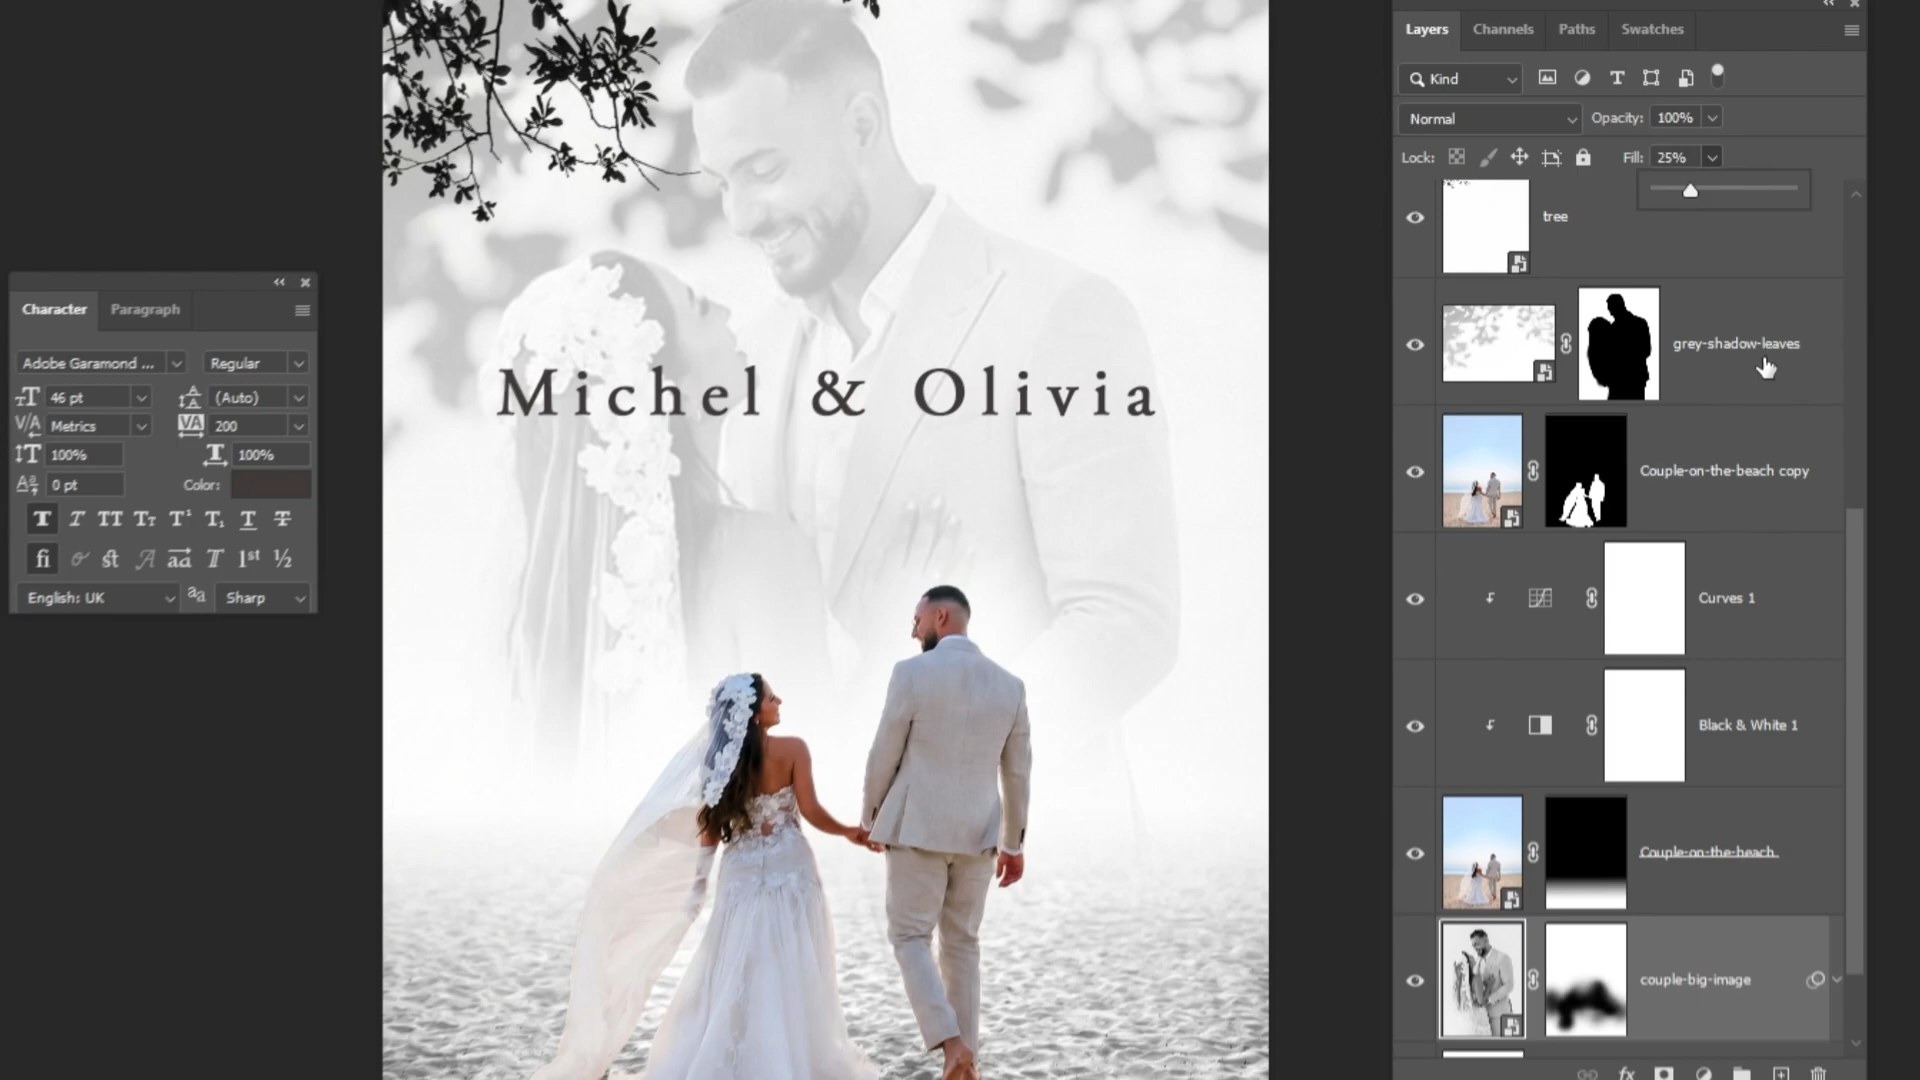 Michel & Olivia
Character
Paragraph
Adobe Garamond ...
Regular
46 pt
(Auto)
Metrics
200
100%
100%
0 pt
Color:
English: UK
Sharp
Layers
Channels
Paths
Swatches
Kind
Normal
Opacity: 100%
Lock:
Fill: 25%
tree
grey-shadow-leaves
Couple-on-the-beach copy
Curves 1
Black & White 1
Couple-on-the-beach
couple-big-image
fx